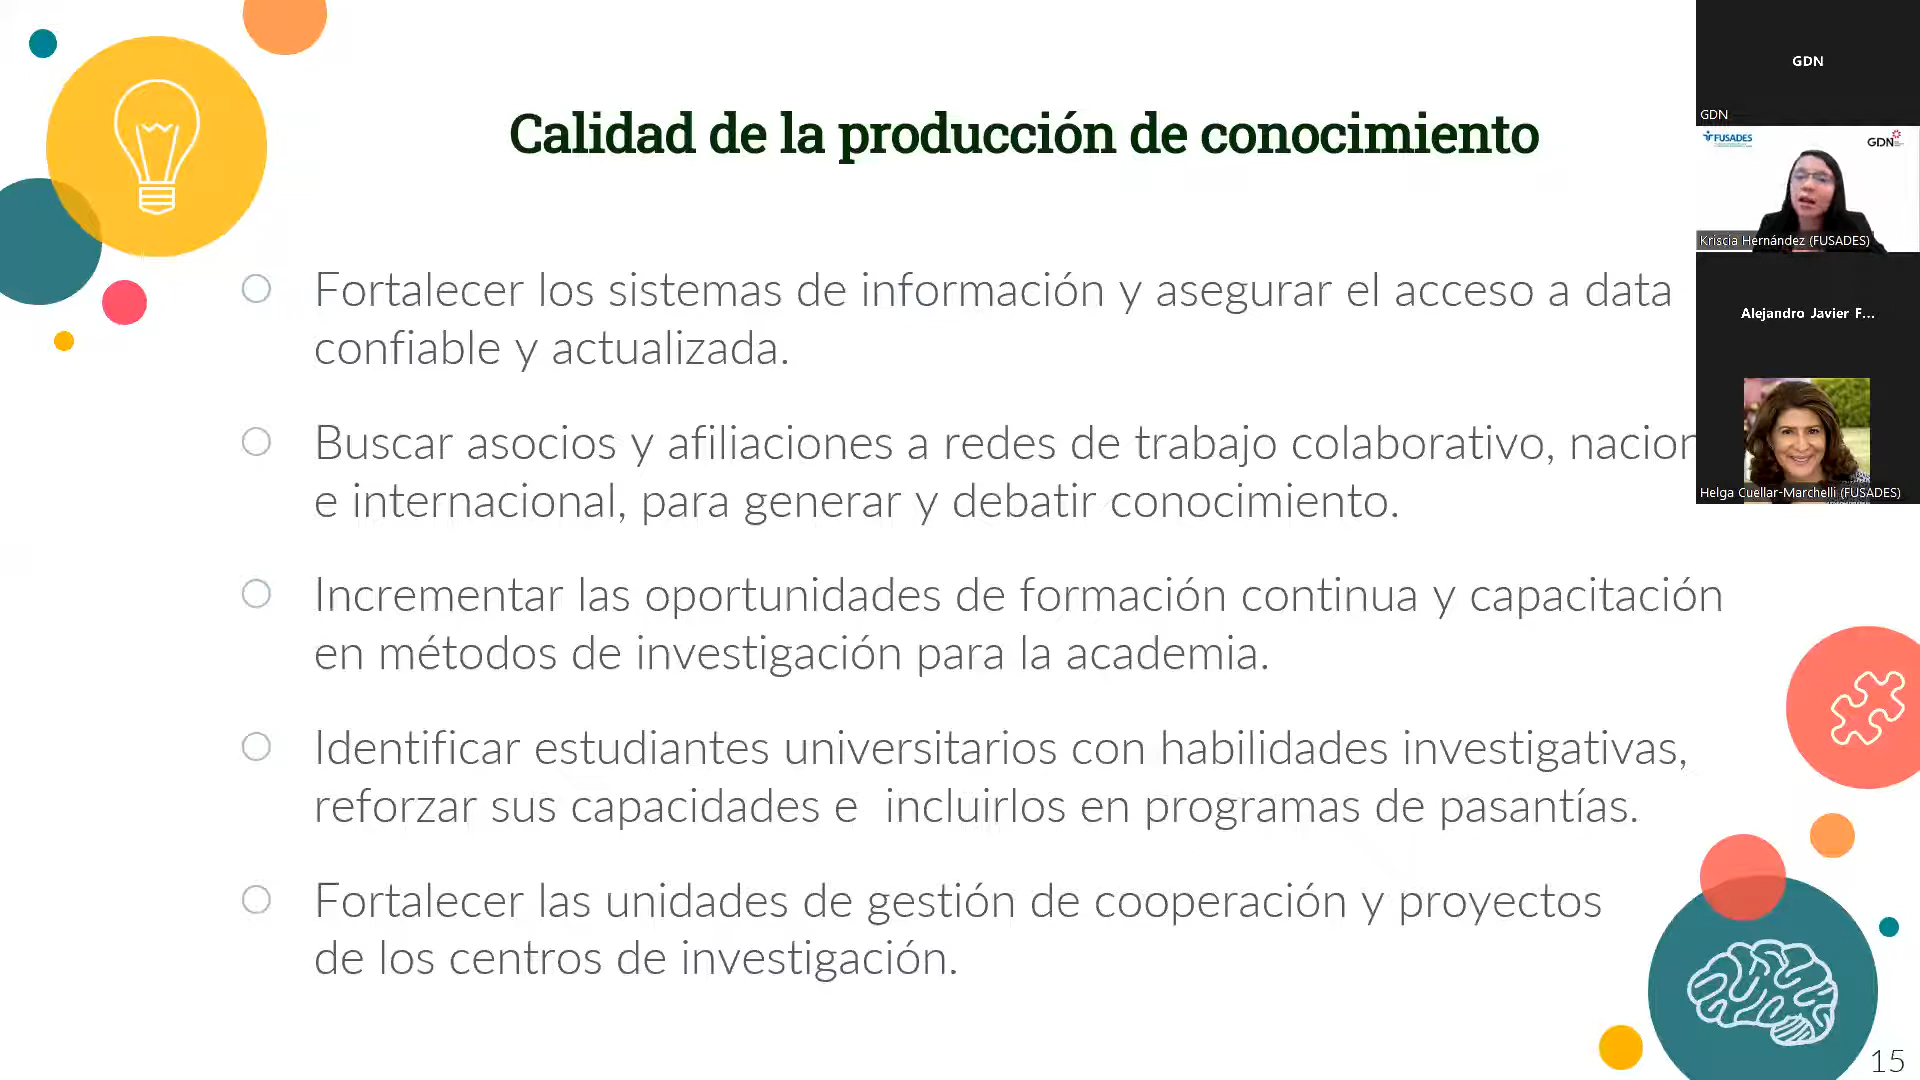 Calidad de la producción de conocimiento
Fortalecer los sistemas de información y asegurar el acceso a data
confiable y actualizada.
Buscar asocios y afiliaciones a redes de trabajo colaborativo,
e internacional, para generar y debatir conocimiento.
Incrementar las oportunidades de formación continua y capacitación
en métodos de investigación para la academia.
Identificar estudiantes universitarios con habilidades investigativas,
reforzar sus capacidades e incluirlos en programas de pasantías.
Fortalecer las unidades de gestión de cooperación y proyectos
de los centros de investigación.
15
GDN
GDN
FUSADES
GDN
Kriscia Hernández (FUSADES)
Alejandro Javier F...
Helga Cuellar-Marchelli (FUSADES)